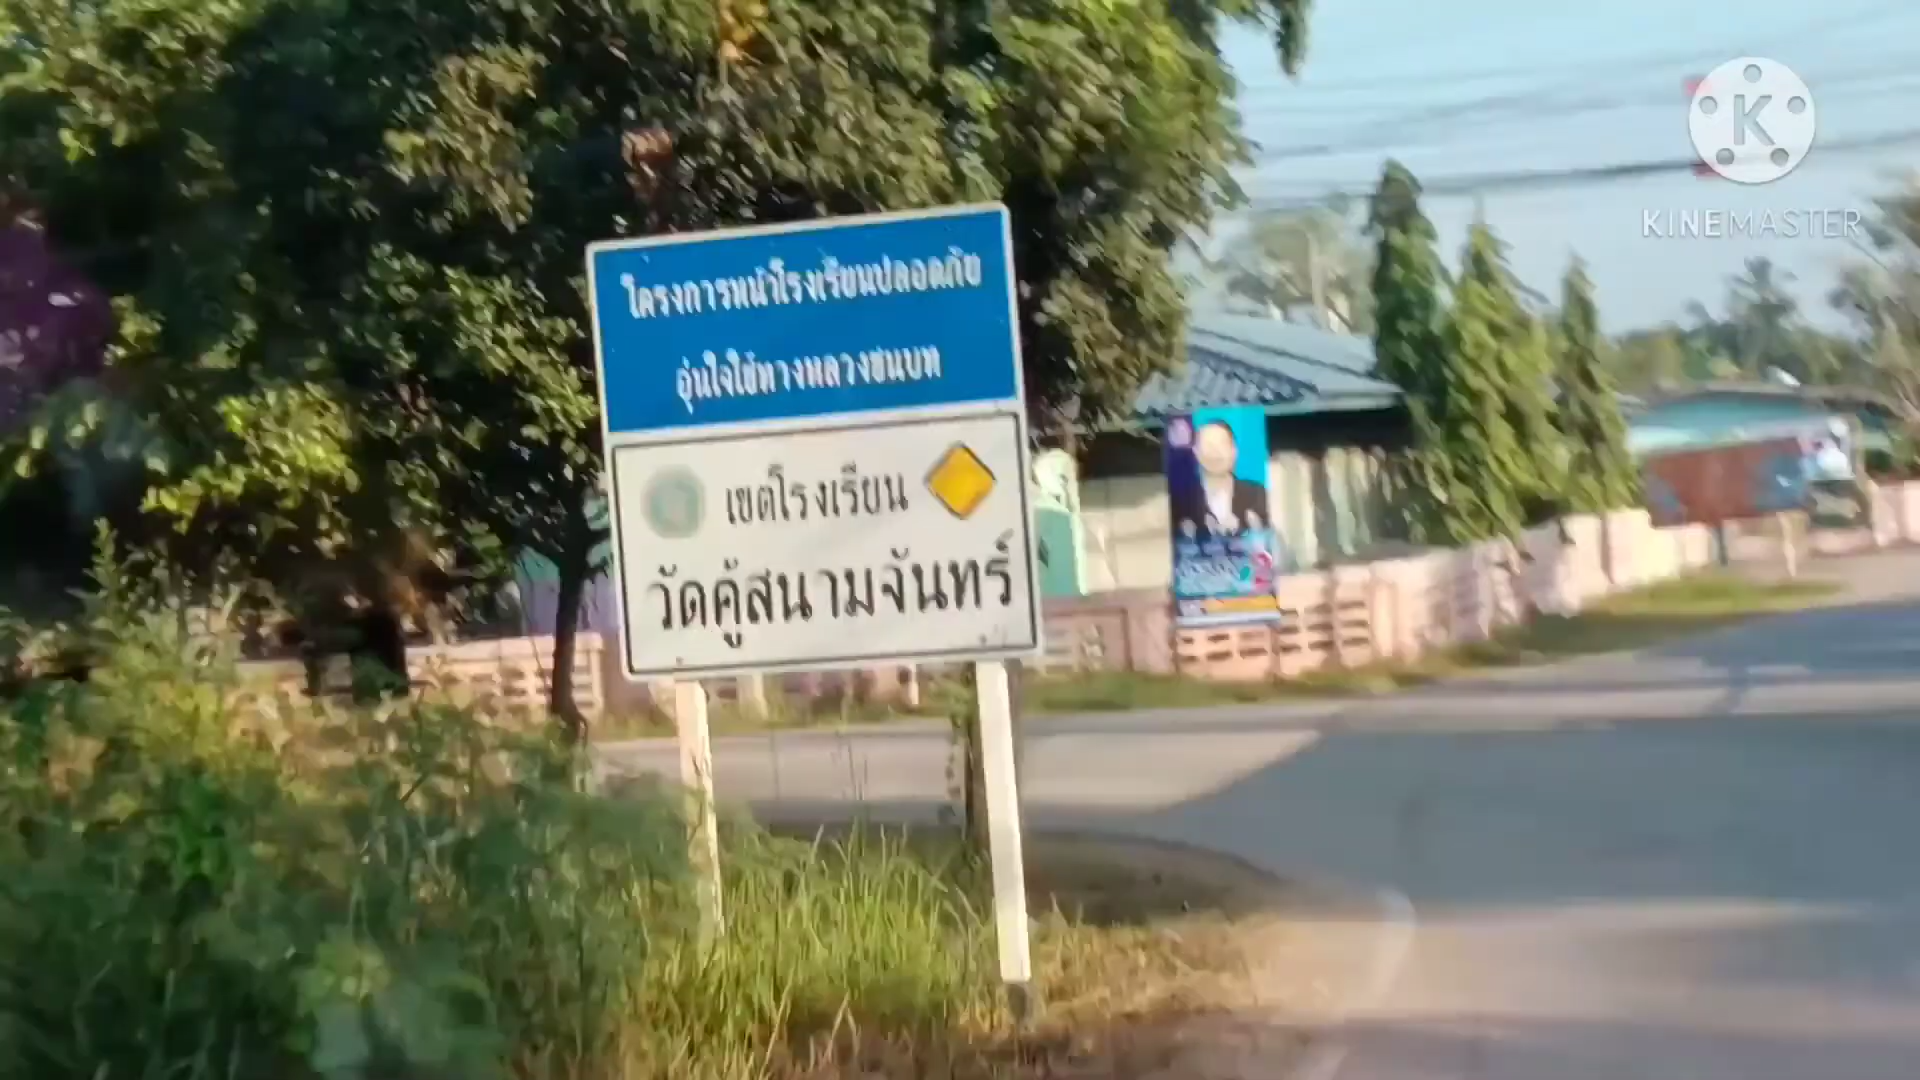 โครงการหน้าโรงเรียนปลอดภัย
อุ่นใจใช้ทางหลวงชนบท
เขตโรงเรียน
วัดคู้สนามจันทร์
K
KINEMASTER